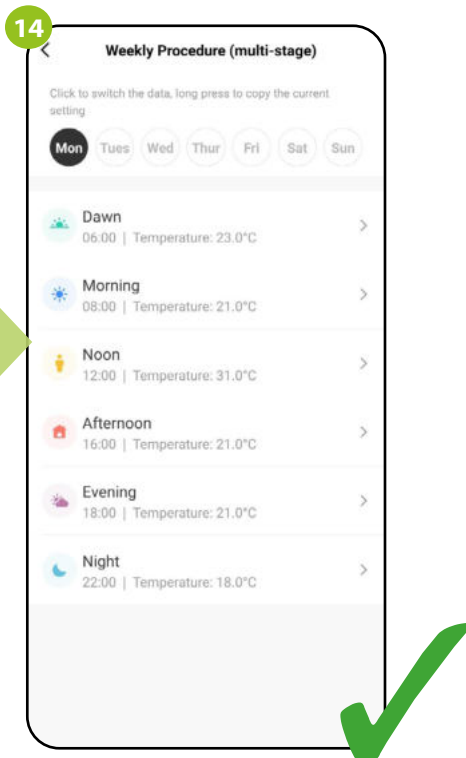 14
Weekly Procedure (multi-stage)
Click to switch the data, long press to copy the current
setting
Mon Tues Wed Thur Fri Sat Sun
Dawn
06:00 | Temperature: 23.0°C
Morning
08:00 | Temperature: 21.0°C
Noon
12:00 | Temperature: 31.0°C
Afternoon
16:00 | Temperature: 21.0°C
Evening
18:00 | Temperature: 21.0°C
Night
22:00 | Temperature: 18.0°C